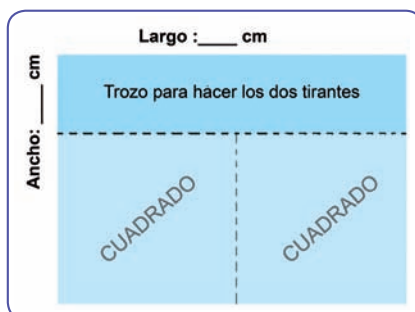 Largo :____ cm
Ancho: ____ cm
Trozo para hacer los dos tirantes
CUADRADO
CUADRADO